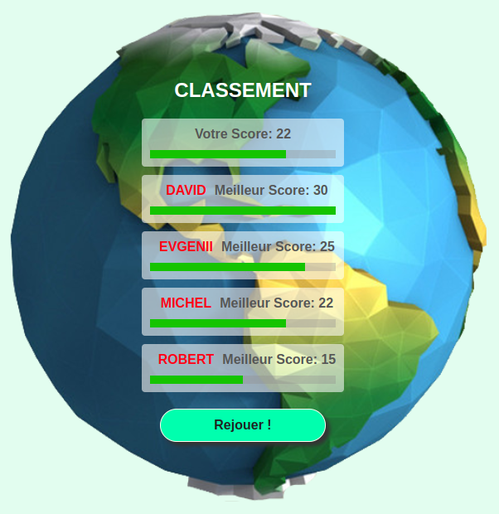 CLASSEMENT
Votre Score: 22
DAVID Meilleur Score: 30
EVGENII Meilleur Score: 25
MICHEL Meilleur Score: 22
ROBERT Meilleur Score: 15
Rejouer !